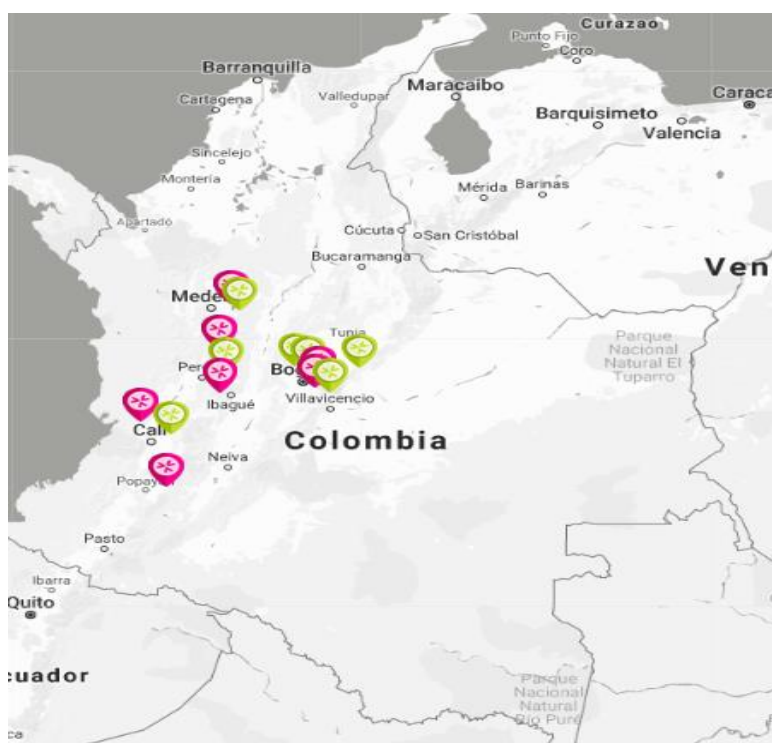 Curazao
Punto Fijo
Coro
Barranquilla
Maracaibo
Caraca
Cartagena
Valledupar
Barquisimeto
Valencia
Sincelejo
Montería
Mérida
Barinas
Apartadó
Cúcuta
San Cristóbal
Bucaramanga
Ven
Mede
Tunja
Parque
Nacional
Natural El
Tuparro
Per
Bog
Ibagué
Villavicencio
Cali
Colombia
Neiva
Popay
Pasto
Ibarra
Quito
cuador
Parque
Nacional
Natural
Río Puré
ca